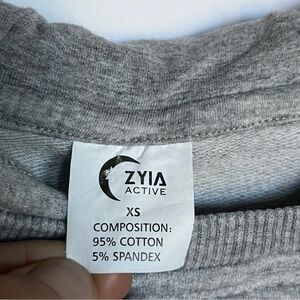 ZYIA
ACTIVE
XS
COMPOSITION:
95% COTTON
5% SPANDEX